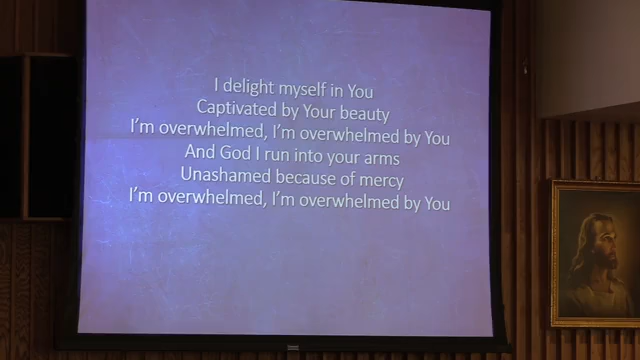 I delight myself in You
Captivated by Your beauty
I'm overwhelmed, I'm overwhelmed by You
And God I run into your arms
Unashamed because of mercy
I'm overwhelmed, I'm overwhelmed by You